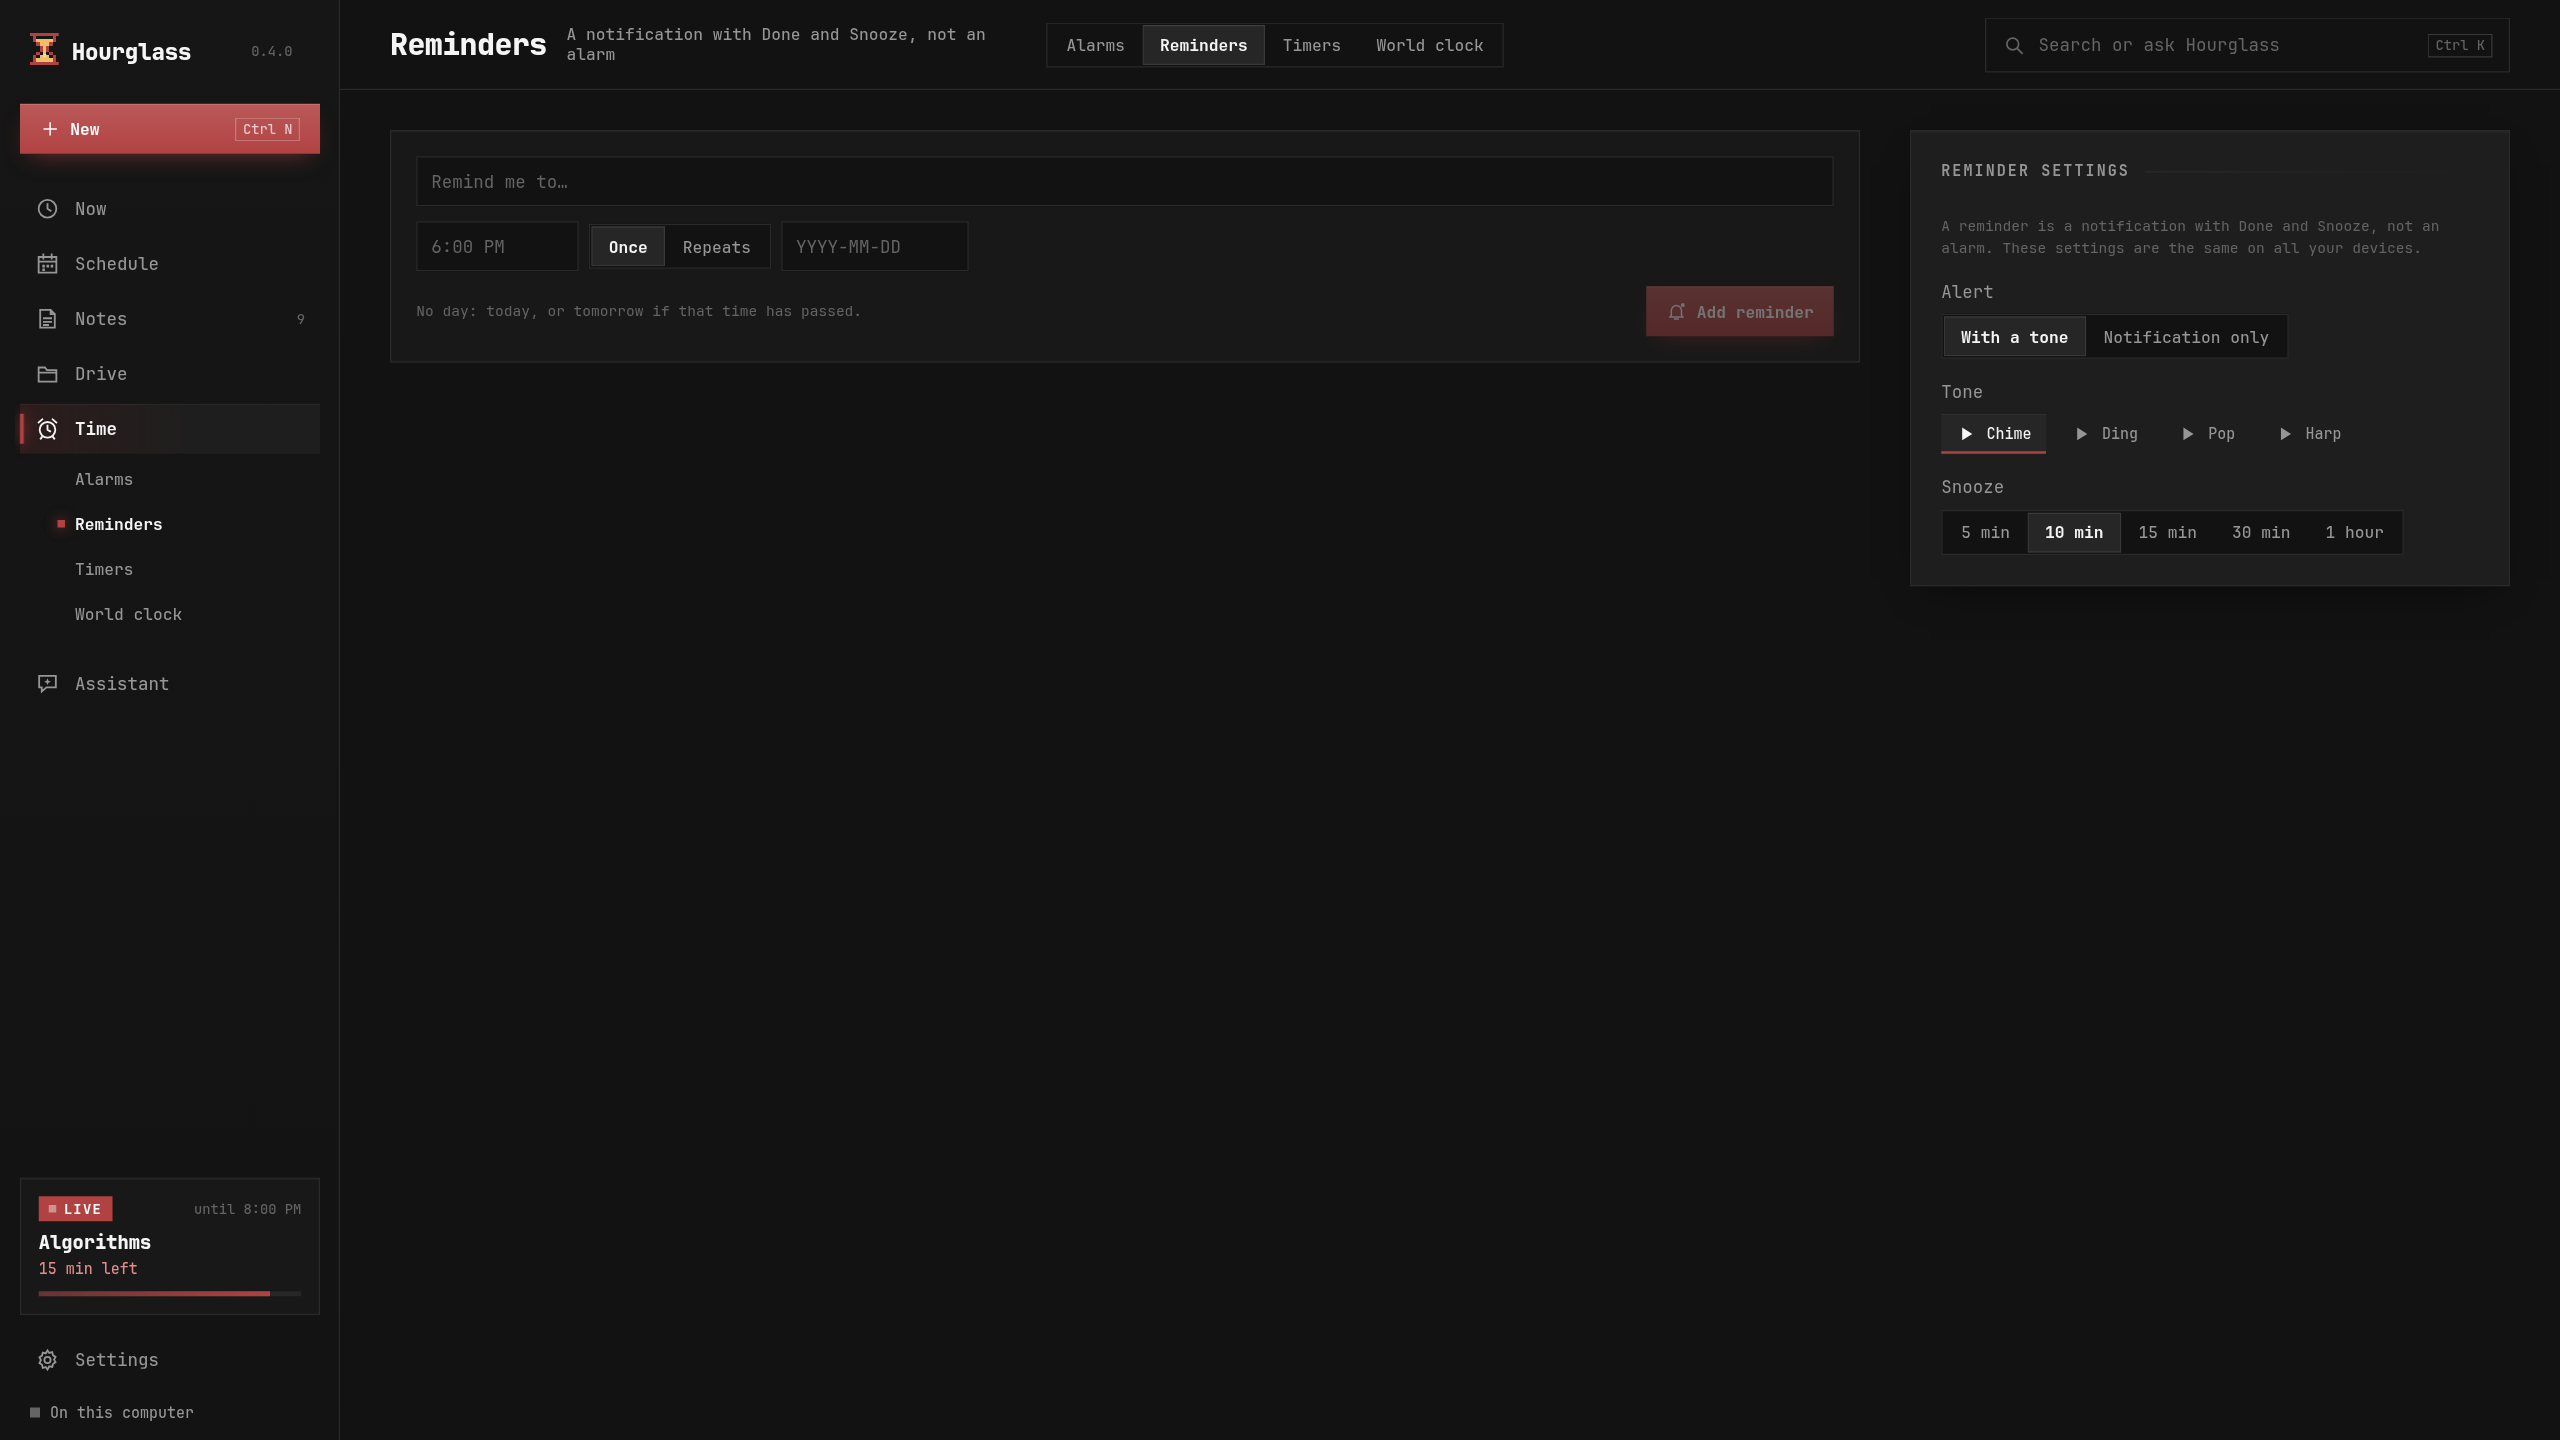 Hourglass 0.4.0
New Ctrl N
Now
Schedule
Notes 9
Drive
Time
Alarms
Reminders
Timers
World clock
Assistant
LIVE until 8:00 PM
Algorithms
15 min left
Settings
On this computer
Reminders
A notification with Done and Snooze, not an
alarm
Alarms Reminders Timers World clock
Search or ask Hourglass Ctrl K
Remind me to…
6:00 PM Once Repeats YYYY-MM-DD
No day: today, or tomorrow if that time has passed.
Add reminder
REMINDER SETTINGS
A reminder is a notification with Done and Snooze, not an
alarm. These settings are the same on all your devices.
Alert
With a tone Notification only
Tone
Chime Ding Pop Harp
Snooze
5 min 10 min 15 min 30 min 1 hour